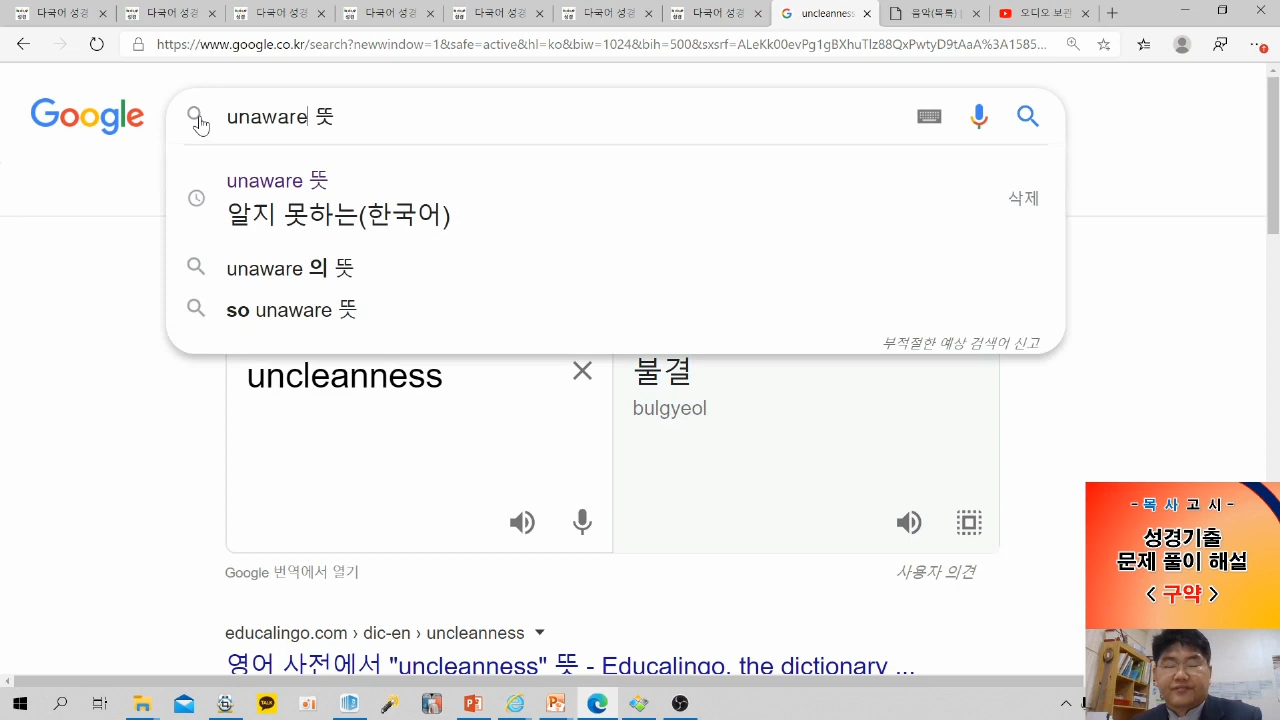 다국어 성경
다국어 성경
다국어 성경
다국어 성경
다국어 성경
다국어 성경
다국어 성경
uncleanness
음악(목록)
오디오 보관
https://www.google.co.kr/search?newwindow=1&safe=active&hl=ko&biw=1024&bih=500&sxsrf=ALeKk00evPg1gBXhuTlz88QxPwtyD9tAaA%3A1585...
Google
unaware 뜻
unaware 뜻
알지 못하는(한국어)
삭제
unaware 의 뜻
so unaware 뜻
부적절한 예상 검색어 신고
uncleanness
불결
bulgyeol
Google 번역에서 열기
사용자 의견
educalingo.com › dic-en › uncleanness
영어 사전에서 "uncleanness" 뜻 - Educalingo, the dictionary ...
- 목 사 고 시 -
성경기출
문제 풀이 해설
< 구약 >